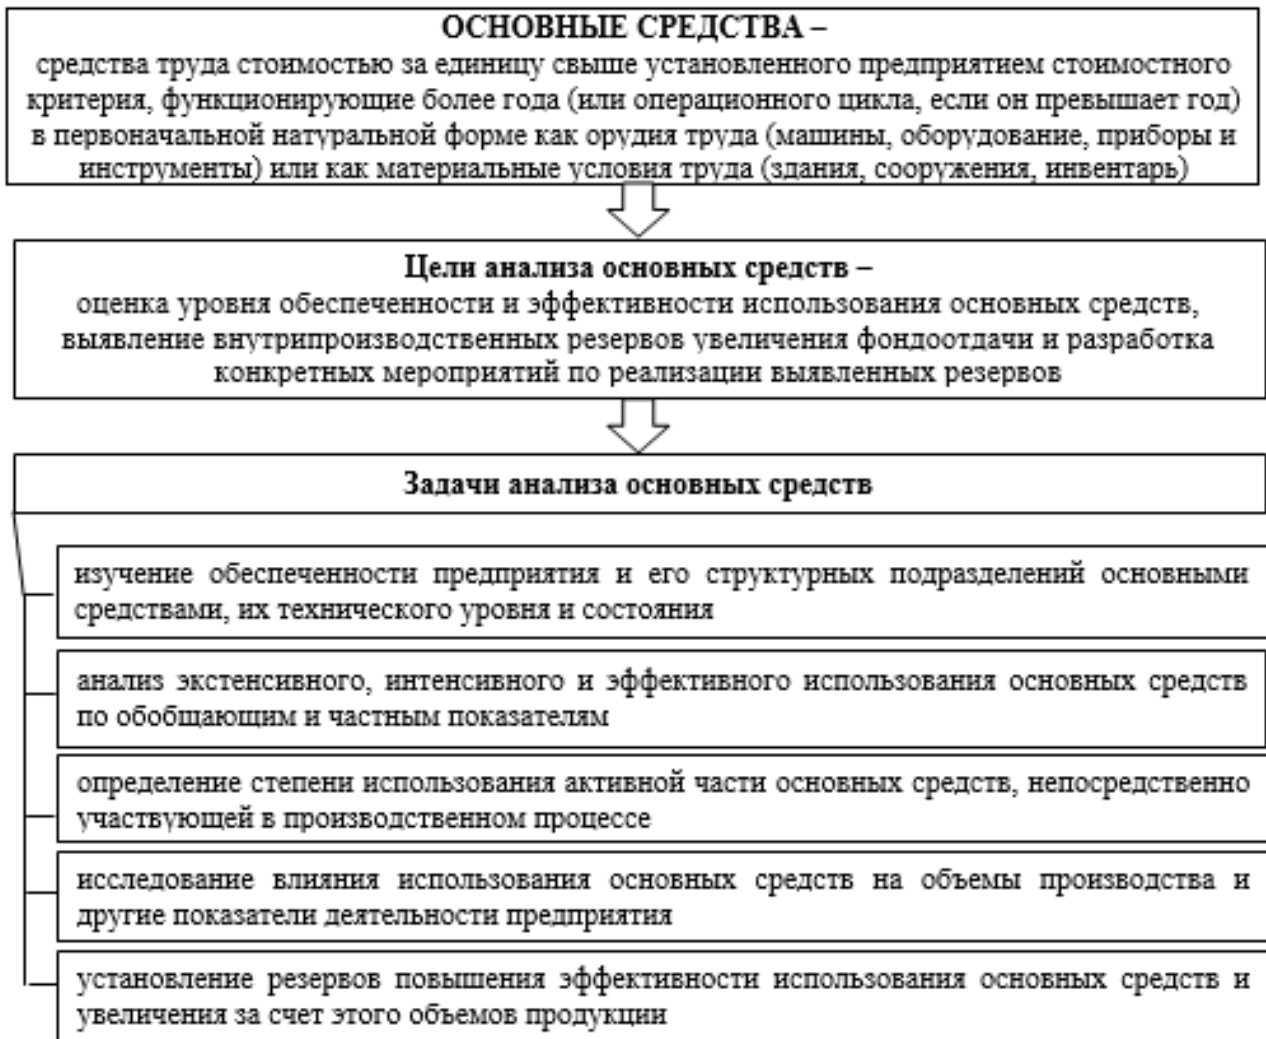 ОСНОВНЫЕ СРЕДСТВА –
средства труда стоимостью за единицу свыше установленного предприятием стоимостного
критерия, функционирующие более года (или операционного цикла, если он превышает год)
в первоначальной натуральной форме как орудия труда (машины, оборудование, приборы и
инструменты) или как материальные условия труда (здания, сооружения, инвентарь)
Цели анализа основных средств –
оценка уровня обеспеченности и эффективности использования основных средств,
выявление внутрипроизводственных резервов увеличения фондоотдачи и разработка
конкретных мероприятий по реализации выявленных резервов
Задачи анализа основных средств
изучение обеспеченности предприятия и его структурных подразделений основными
средствами, их технического уровня и состояния
анализ экстенсивного, интенсивного и эффективного использования основных средств
по обобщающим и частным показателям
определение степени использования активной части основных средств, непосредственно
участвующей в производственном процессе
исследование влияния использования основных средств на объемы производства и
другие показатели деятельности предприятия
установление резервов повышения эффективности использования основных средств и
увеличения за счет этого объемов продукции